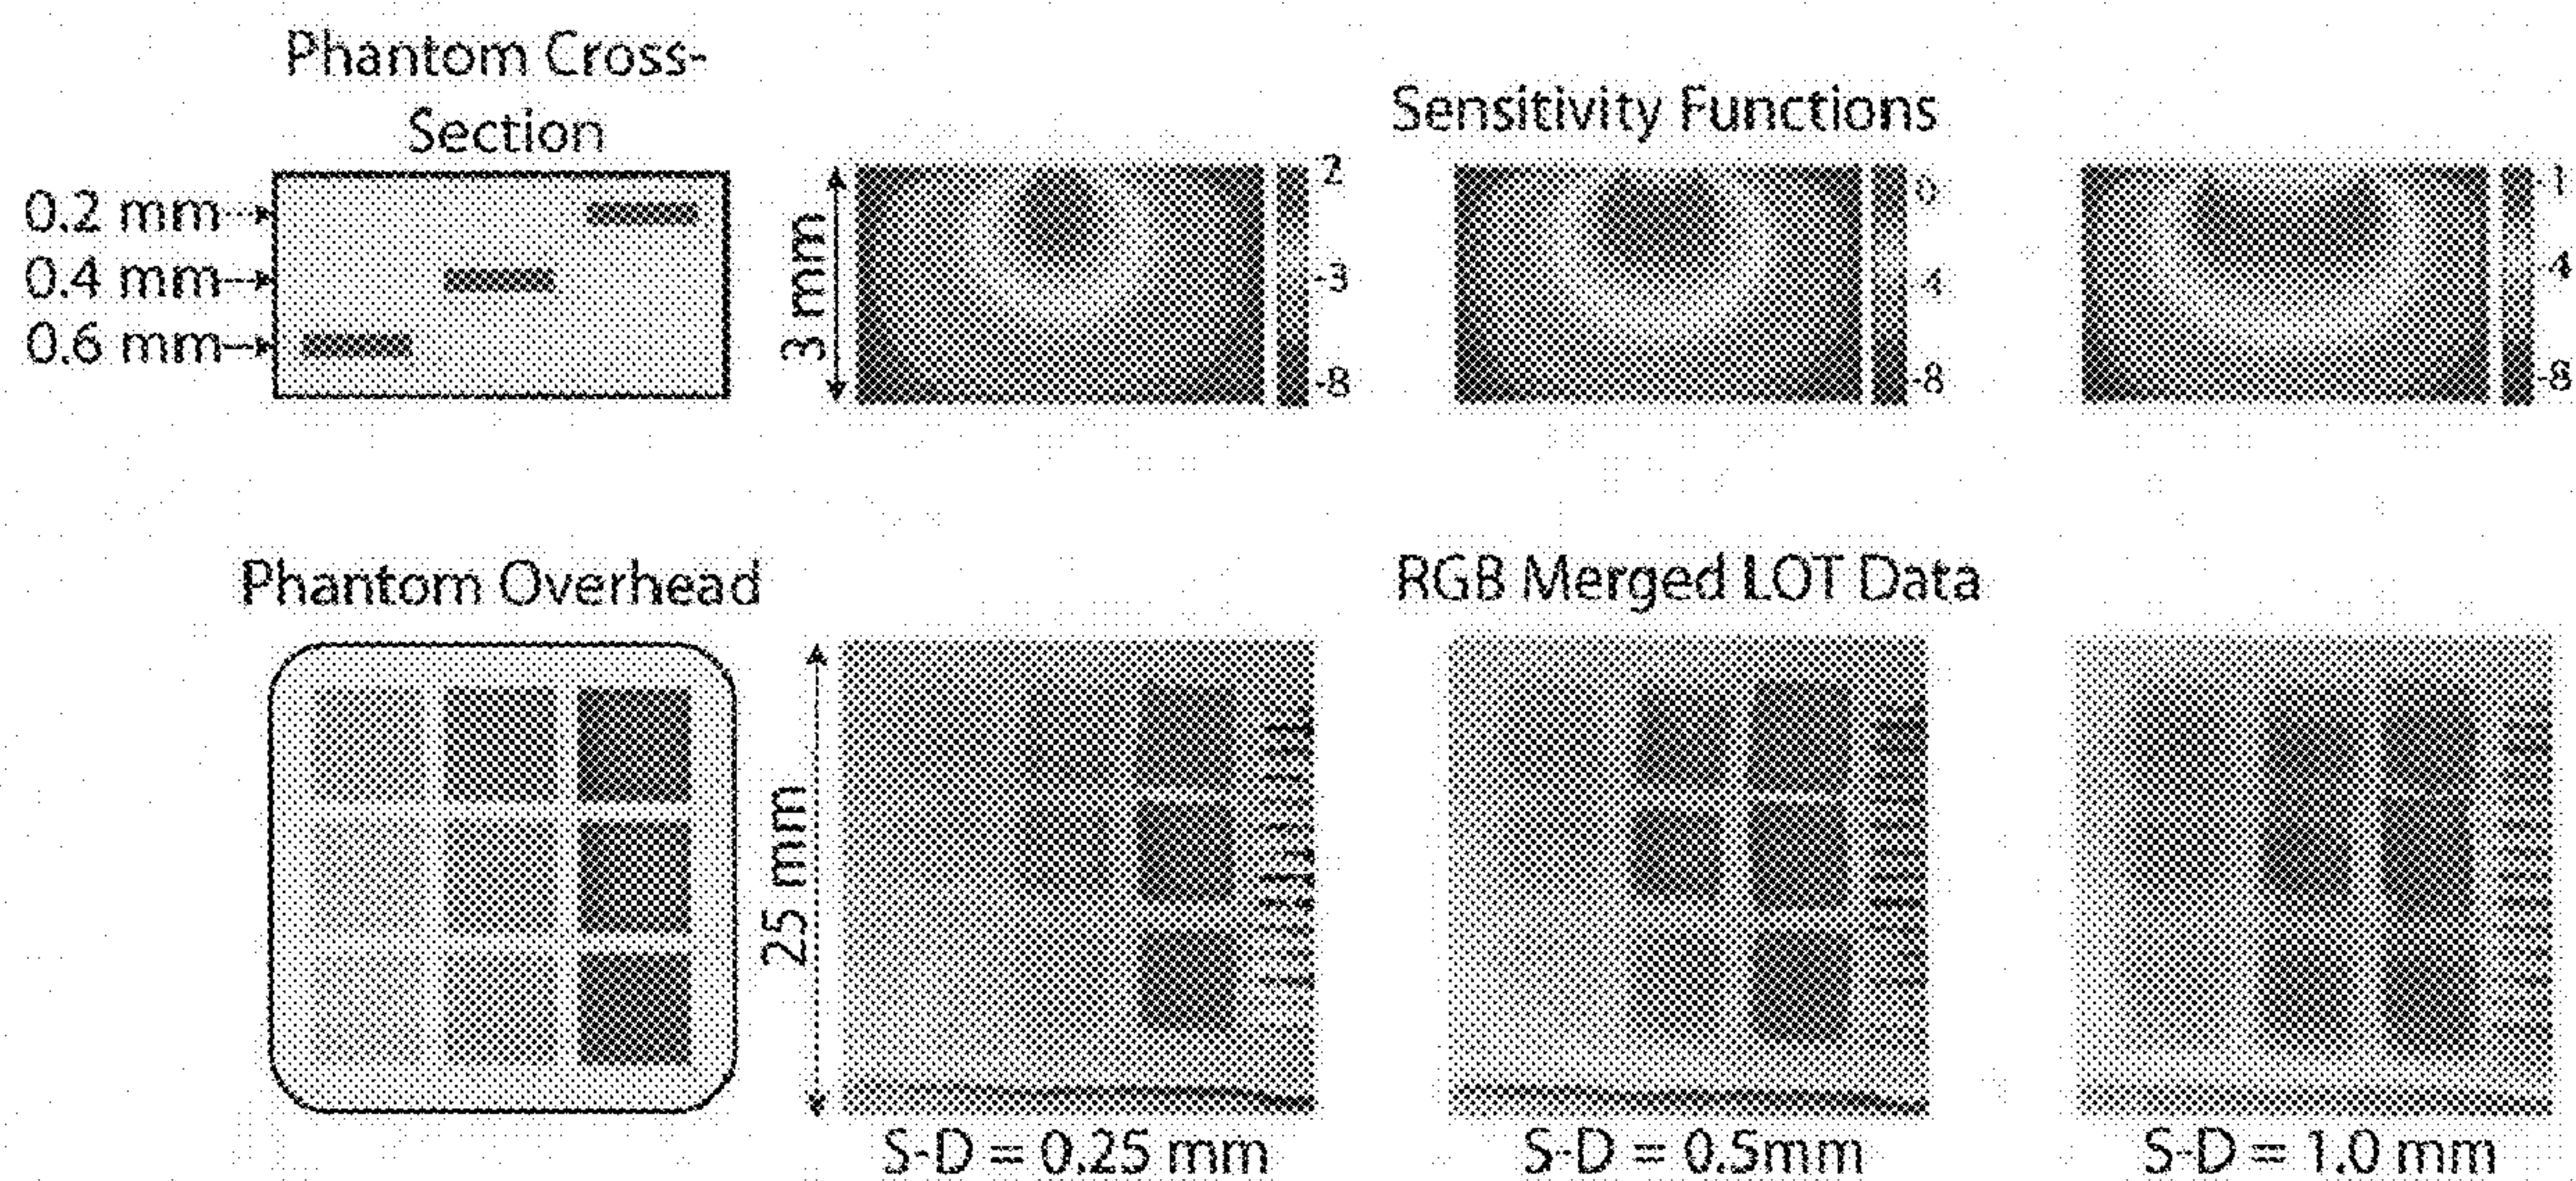 Phantom Cross-
Section
Sensitivity Functions
0.2 mm
0.4 mm
0.6 mm
3 mm
2
-3
-8
0
-4
-8
-1
-4
-8
Phantom Overhead
RGB Merged LOT Data
25 mm
S-D = 0.25 mm
S-D = 0.5mm
S-D = 1.0 mm